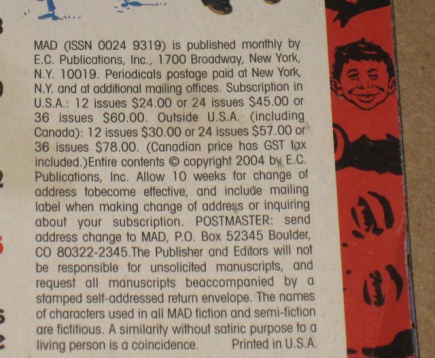 MAD (ISSN 0024 9319) is published monthly by
E.C. Publications, Inc., 1700 Broadway, New York,
N.Y. 10019. Periodicals postage paid at New York,
N.Y. and at additional mailing offices. Subscription in
U.S.A.: 12 issues $24.00 or 24 issues $45.00 or
36 issues $60.00. Outside U.S.A. (including
Canada): 12 issues $30.00 or 24 issues $57.00 or
36 issues $78.00. (Canadian price has GST tax
included.)Entire contents © copyright 2004 by E.C.
Publications, Inc. Allow 10 weeks for change of
address tobecome effective, and include mailing
label when making change of address or inquiring
about your subscription. POSTMASTER: send
address change to MAD, P.O. Box 52345 Boulder,
CO 80322-2345.The Publisher and Editors will not
be responsible for unsolicited manuscripts, and
request all manuscripts beaccompanied by a
stamped self-addressed return envelope. The names
of characters used in all MAD fiction and semi-fiction
are fictitious. A similarity without satiric purpose to a
living person is a coincidence. Printed in U.S.A.